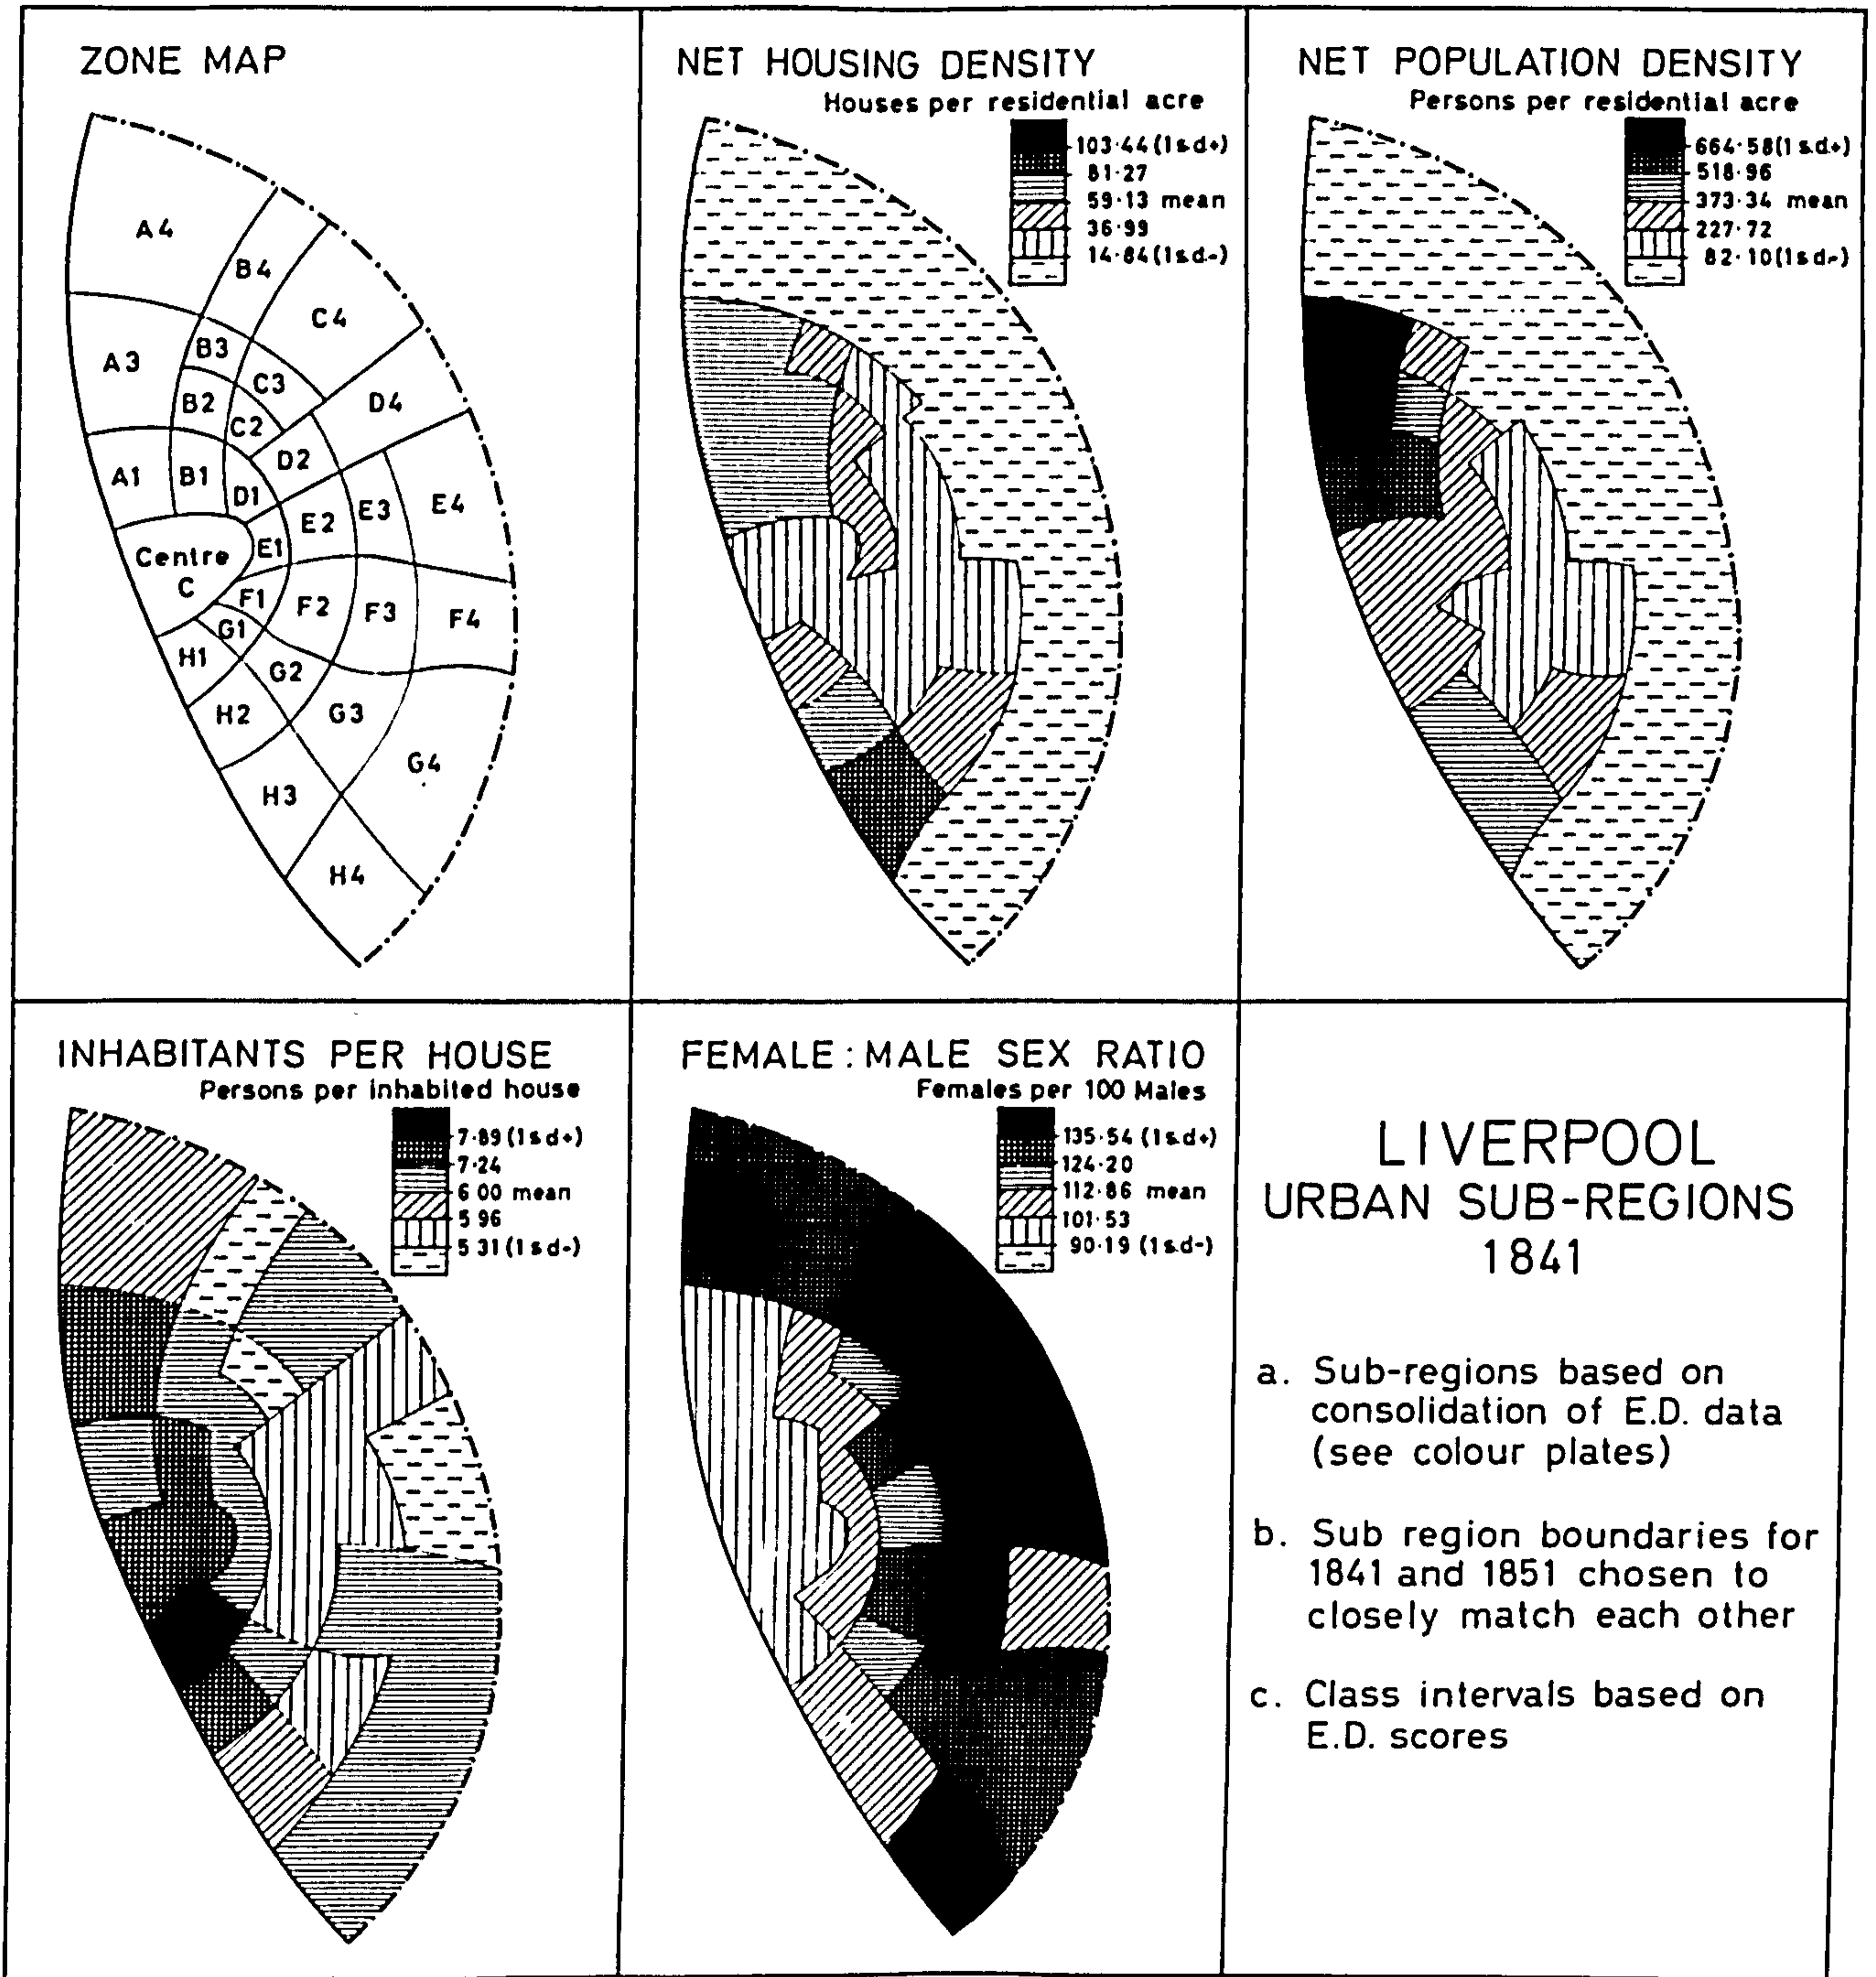 ZONE MAP
A4
B4
C4
A3
B3
C3
D4
B2
C2
A1
B1
D1
D2
E4
E3
E2
E1
Centre
C
F1
F2
F3
F4
G1
H1
G2
H2
G3
G4
H3
H4
NET HOUSING DENSITY
Houses per residential acre
103·44 (1s.d+)
81·27
59·13 mean
36·99
14·84 (1s.d-)
NET POPULATION DENSITY
Persons per residential acre
664·58 (1s.d.+)
518·96
373·34 mean
227·72
82·10 (1sd-)
INHABITANTS PER HOUSE
Persons per inhabited house
7·89 (1sd+)
7·24
6 00 mean
5 96
5 31 (1sd-)
FEMALE : MALE SEX RATIO
Females per 100 Males
135·54 (1s.d+)
124·20
112·86 mean
101·53
90·19 (1s.d-)
LIVERPOOL
URBAN SUB-REGIONS
1841
a. Sub-regions based on
consolidation of E.D. data
(see colour plates)
b. Sub region boundaries for
1841 and 1851 chosen to
closely match each other
c. Class intervals based on
E.D. scores